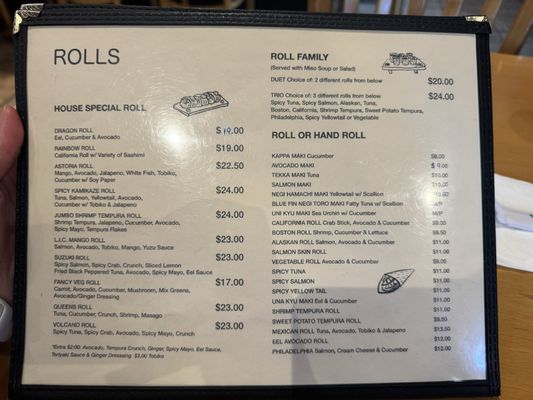 ROLLS
HOUSE SPECIAL ROLL
DRAGON ROLL $19.00
Eel, Cucumber & Avocado
RAINBOW ROLL $19.00
California Roll w/ Variety of Sashimi
ASTORIA ROLL $22.50
Mango, Avocado, Jalapeno, White Fish, Tobiko,
Cucumber w/ Soy Paper
SPICY KAMIKAZE ROLL $24.00
Tuna, Salmon, Yellowtail, Avocado,
Cucumber w/ Tobiko & Jalapeno
JUMBO SHRIMP TEMPURA ROLL $24.00
Shrimp Tempura, Jalapeno, Cucumber, Avocado,
Spicy Mayo, Tempura Flakes
L.I.C. MANGO ROLL $23.00
Salmon, Avocado, Tobiko, Mango, Yuzu Sauce
SUZUKI ROLL $23.00
Spicy Salmon, Spicy Crab, Crunch, Sliced Lemon
Fried Black Peppered Tuna, Avocado, Spicy Mayo, Eel Sauce
FANCY VEG ROLL $17.00
Carrot, Avocado, Cucumber, Mushroom, Mix Greens,
Avocado/Ginger Dressing
QUEENS ROLL $23.00
Tuna, Cucumber, Crunch, Shrimp, Masago
VOLCANO ROLL $23.00
Spicy Tuna, Spicy Crab, Avocado, Spicy Mayo, Crunch
*Extra $2.00: Avocado, Tempura Crunch, Ginger, Spicy Mayo, Eel Sauce,
Teriyaki Sauce & Ginger Dressing $3.00 Tobiko
ROLL FAMILY
(Served with Miso Soup or Salad)
DUET Choice of: 2 different rolls from below $20.00
TRIO Choice of: 3 different rolls from below $24.00
Spicy Tuna, Spicy Salmon, Alaskan, Tuna,
Boston, California, Shrimp Tempura, Sweet Potato Tempura,
Philadelphia, Spicy Yellowtail or Vegetable
ROLL OR HAND ROLL
KAPPA MAKI Cucumber
AVOCADO MAKI
TEKKA MAKI Tuna
SALMON MAKI
NEGI HAMACHI MAKI Yellowtail w/ Scallion
BLUE FIN NEGI TORO MAKI Fatty Tuna w/ Scallion M/P
UNI KYU MAKI Sea Urchin w/ Cucumber M/P
CALIFORNIA ROLL Crab Stick, Avocado & Cucumber
BOSTON ROLL Shrimp, Cucumber & Lettuce
ALASKAN ROLL Salmon, Avocado & Cucumber $11.00
SALMON SKIN ROLL $11.00
VEGETABLE ROLL Avocado & Cucumber
SPICY TUNA $11.00
SPICY SALMON $11.00
SPICY YELLOW TAIL $11.00
UNA KYU MAKI Eel & Cucumber $11.00
SHRIMP TEMPURA ROLL $11.00
SWEET POTATO TEMPURA ROLL
MEXICAN ROLL Tuna, Avocado, Tobiko & Jalapeno $13.50
EEL AVOCADO ROLL $12.00
PHILADELPHIA Salmon, Cream Cheese & Cucumber $12.00